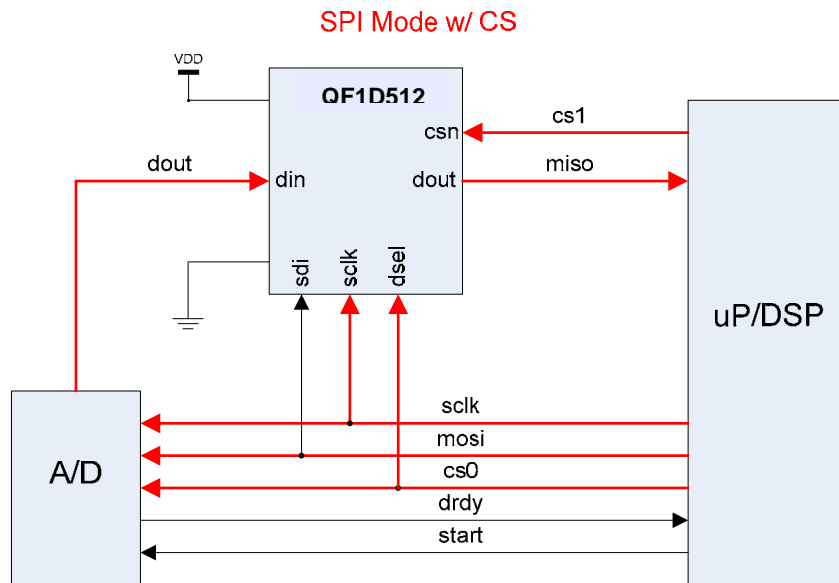 SPI Mode w/ CS
VDD
QF1D512
csn
cs1
dout
din
dout
miso
sdi
sclk
dsel
uP/DSP
A/D
sclk
mosi
cs0
drdy
start